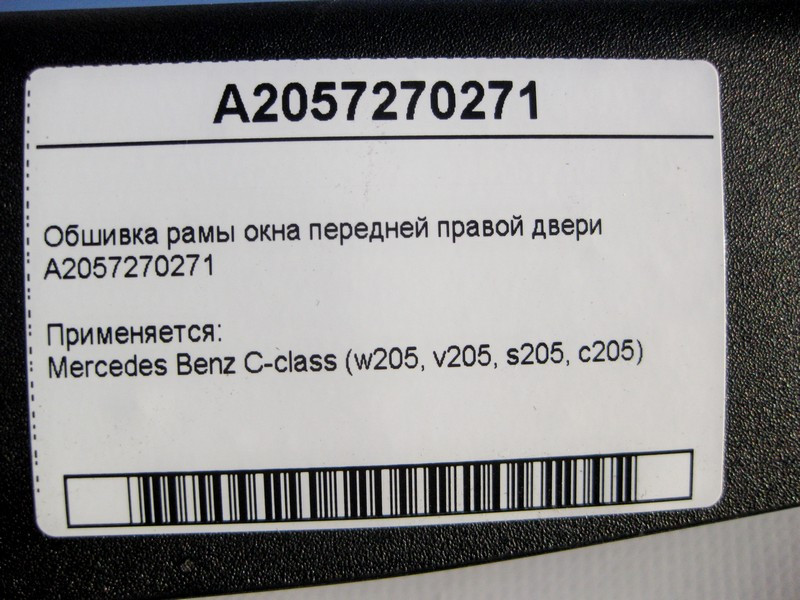 A2057270271
Обшивка рамы окна передней правой двери
A2057270271
Применяется:
Mercedes Benz C-class (w205, v205, s205, c205)